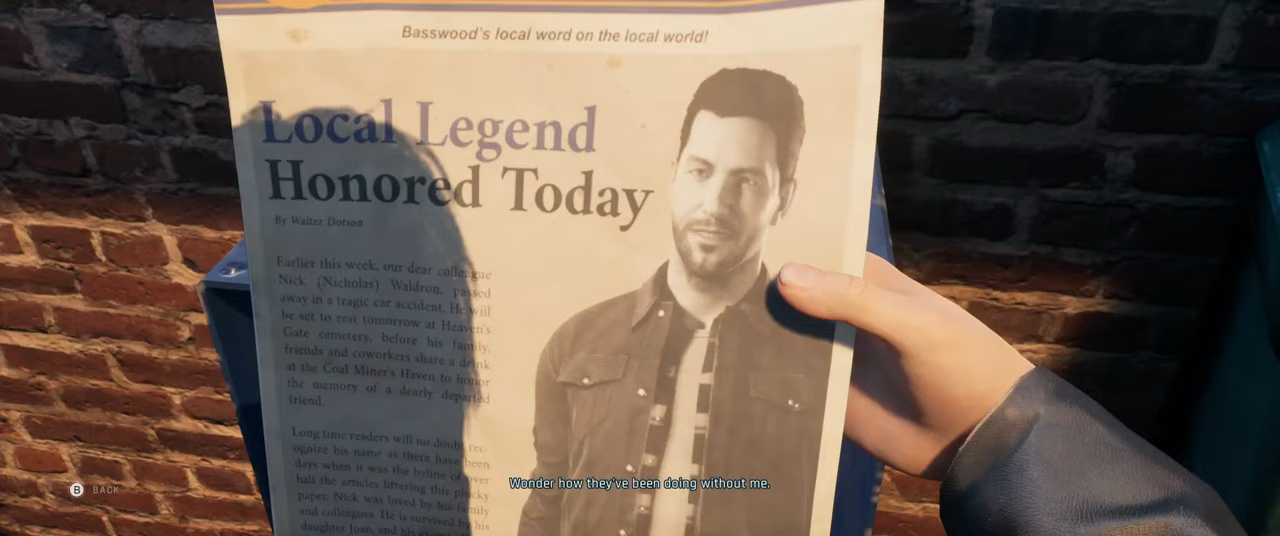 Basswood's local word on the local world!
Local Legend
Honored Today
By Walter Dotson
Earlier this week, our dear colleague
Nick (Nicholas) Waldron, passed
away in a tragic car accident. He will
be set to rest tomorrow at Heaven's
Gate cemetery, before his family,
friends and coworkers share a drink
at the Coal Miner's Haven to honor
the memory of a dearly departed
friend.
Long time readers will no doubt rec-
ognize his name as there have been
days when it was the byline of over
half the articles littering this plucky
paper. Nick was loved by his family
and colleagues. He is survived by his
daughter Joan, and his
Wonder how they've been doing without me.
B BACK